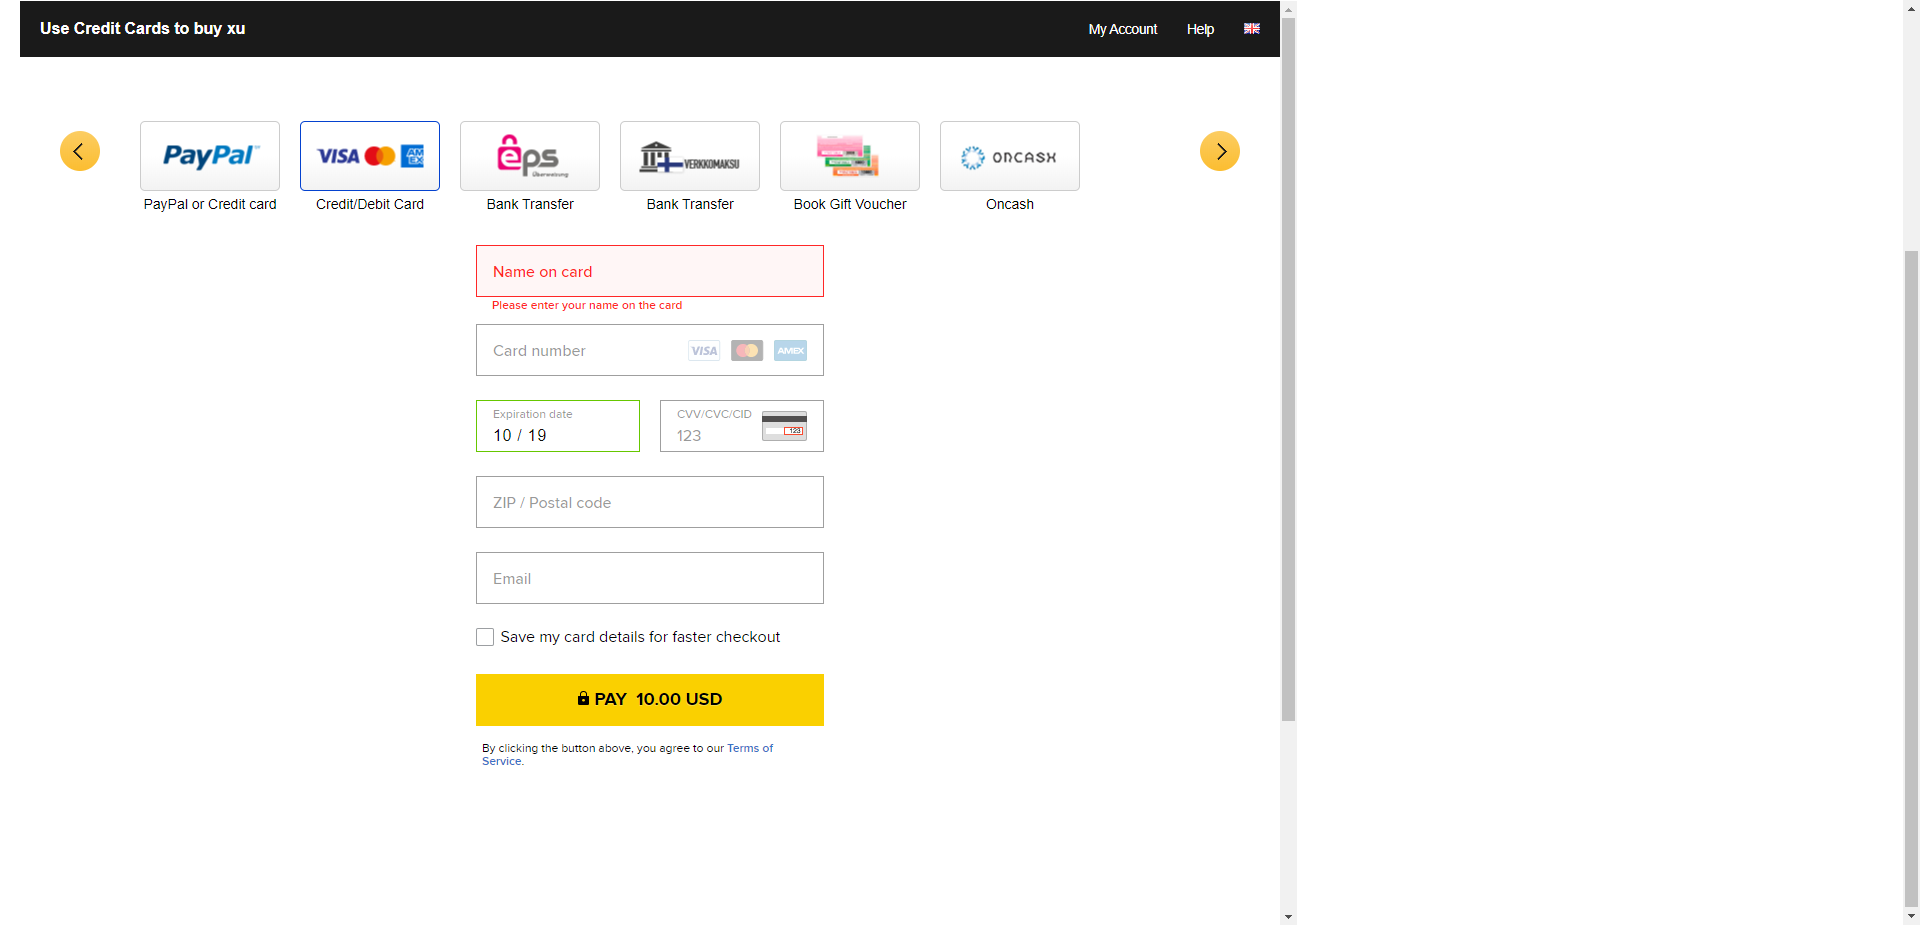 Use Credit Cards to buy xu
My Account Help
PayPal™ VISA AM EX eps Überweisung VERKKOMAKSU ONCASH
PayPal or Credit card Credit/Debit Card Bank Transfer Bank Transfer Book Gift Voucher Oncash
Name on card
Please enter your name on the card
Card number VISA AMEX
Expiration date CVV/CVC/CID
10 / 19 123 123
ZIP / Postal code
Email
Save my card details for faster checkout
PAY 10.00 USD
By clicking the button above, you agree to our Terms of
Service.